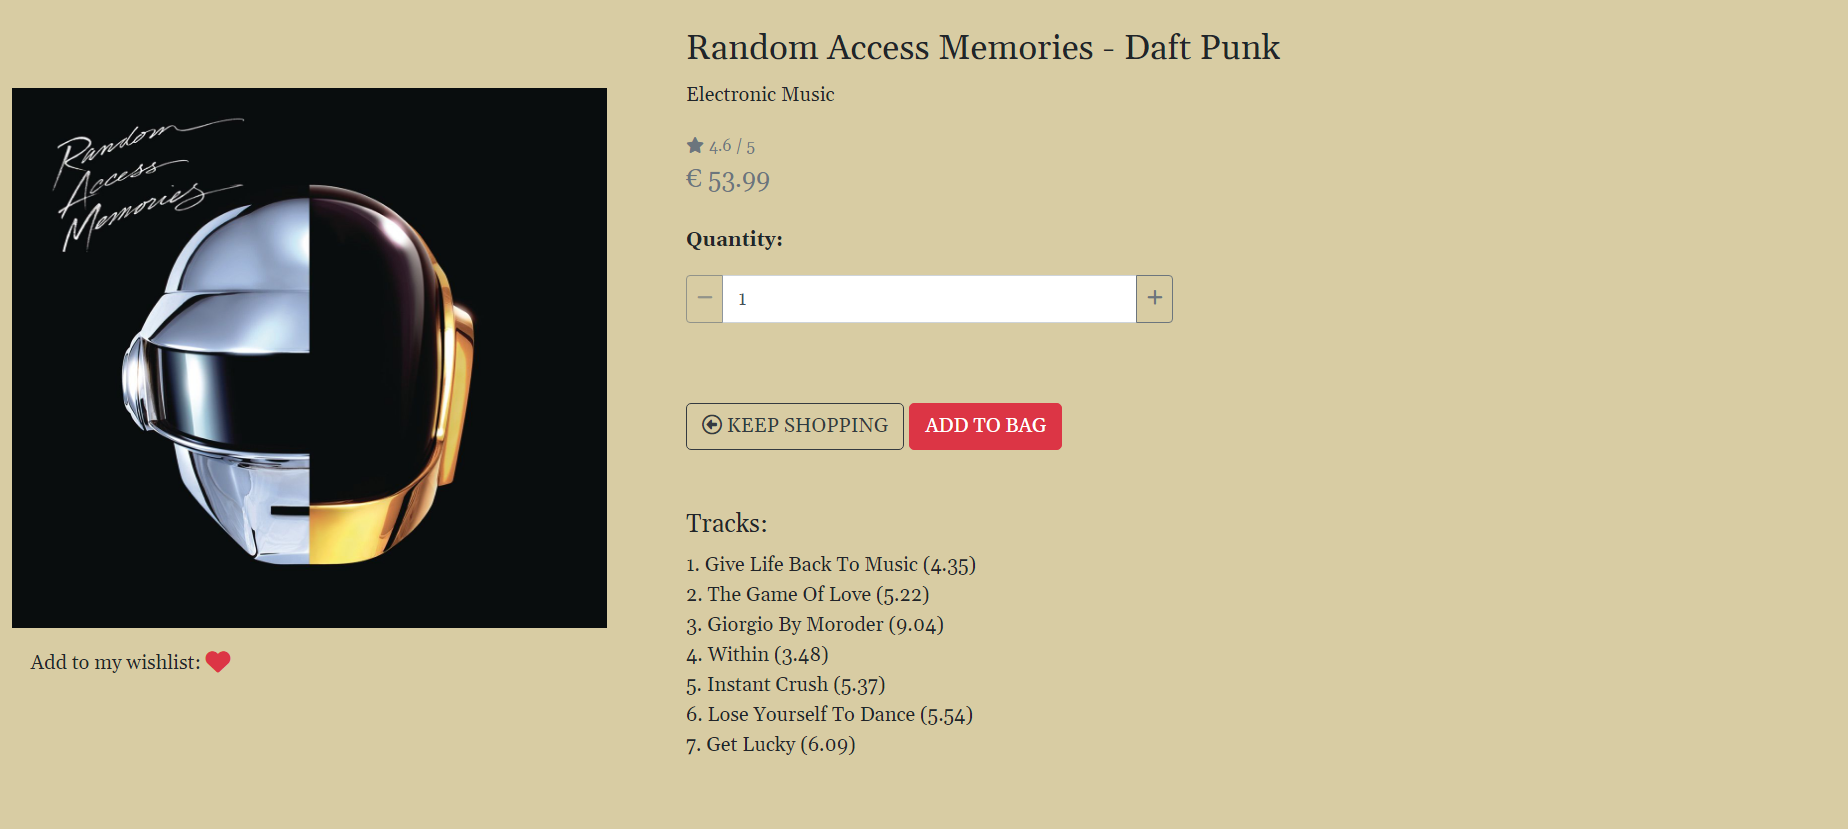 Random Access Memories - Daft Punk
Electronic Music
4.6 / 5
€ 53.99
Quantity:
− 1 +
KEEP SHOPPING ADD TO BAG
Tracks:
1. Give Life Back To Music (4.35)
2. The Game Of Love (5.22)
3. Giorgio By Moroder (9.04)
4. Within (3.48)
5. Instant Crush (5.37)
6. Lose Yourself To Dance (5.54)
7. Get Lucky (6.09)
Random
Access
Memories
Add to my wishlist: